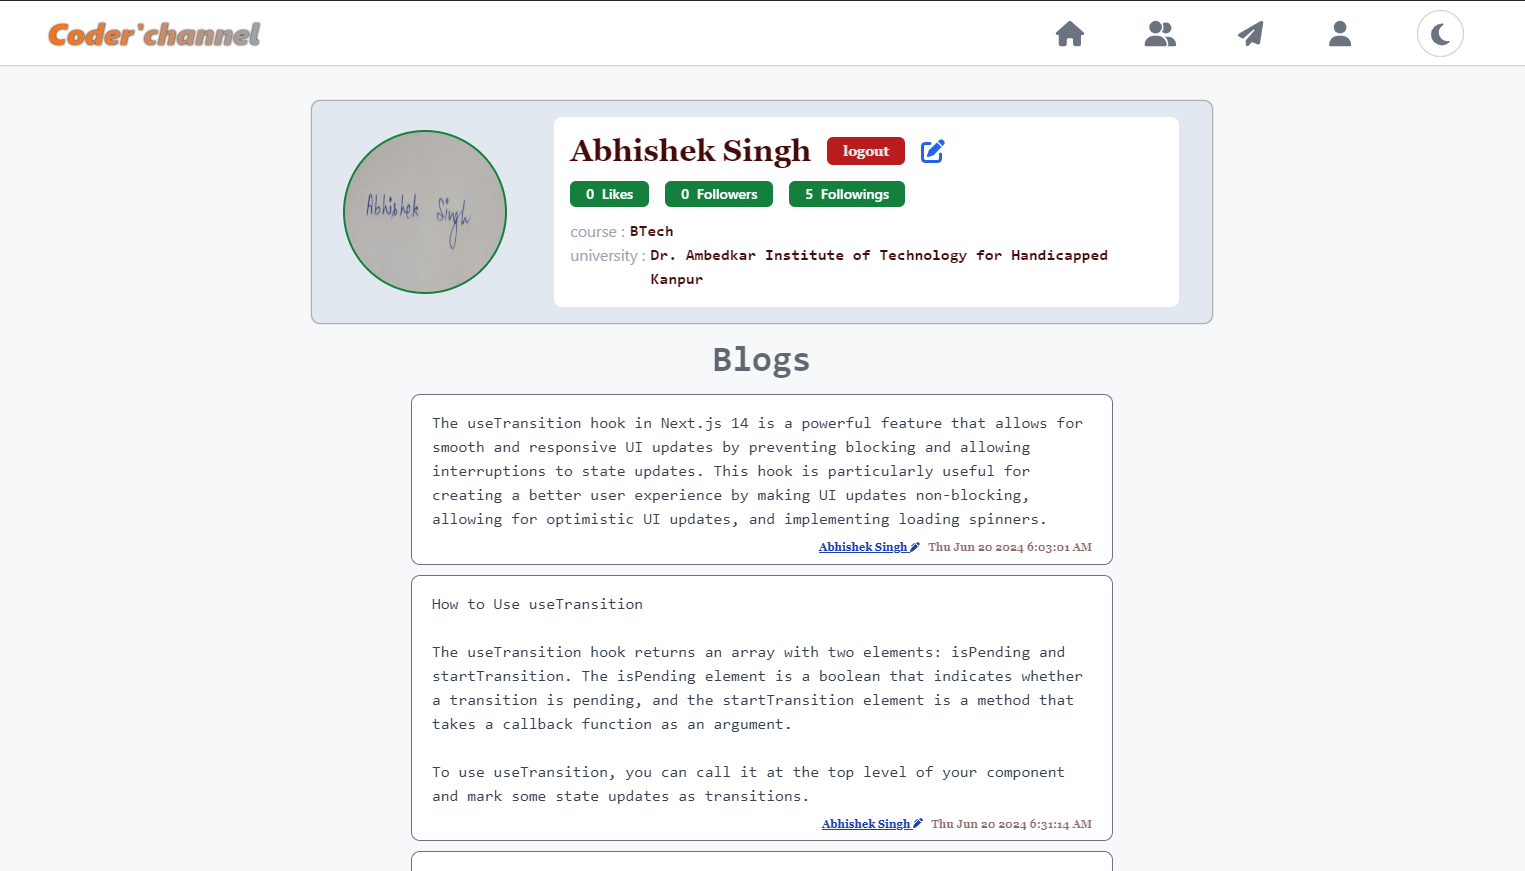 Coder'channel
Abhishek Singh
Abhishek Singh logout
0 Likes 0 Followers 5 Followings
course : BTech
university : Dr. Ambedkar Institute of Technology for Handicapped
Kanpur
Blogs
The useTransition hook in Next.js 14 is a powerful feature that allows for
smooth and responsive UI updates by preventing blocking and allowing
interruptions to state updates. This hook is particularly useful for
creating a better user experience by making UI updates non-blocking,
allowing for optimistic UI updates, and implementing loading spinners.
Abhishek Singh Thu Jun 20 2024 6:03:01 AM
How to Use useTransition
The useTransition hook returns an array with two elements: isPending and
startTransition. The isPending element is a boolean that indicates whether
a transition is pending, and the startTransition element is a method that
takes a callback function as an argument.
To use useTransition, you can call it at the top level of your component
and mark some state updates as transitions.
Abhishek Singh Thu Jun 20 2024 6:31:14 AM